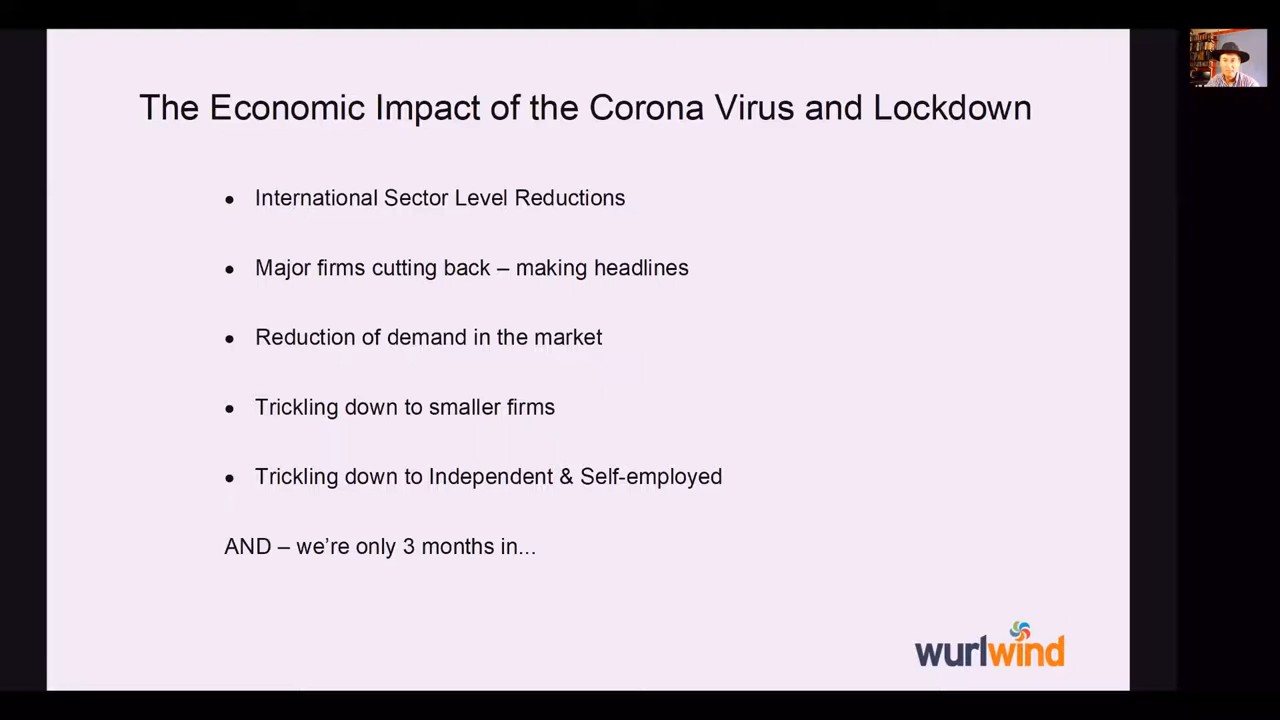 The Economic Impact of the Corona Virus and Lockdown
• International Sector Level Reductions
• Major firms cutting back – making headlines
• Reduction of demand in the market
• Trickling down to smaller firms
• Trickling down to Independent & Self-employed
AND – we’re only 3 months in...
wurlwind